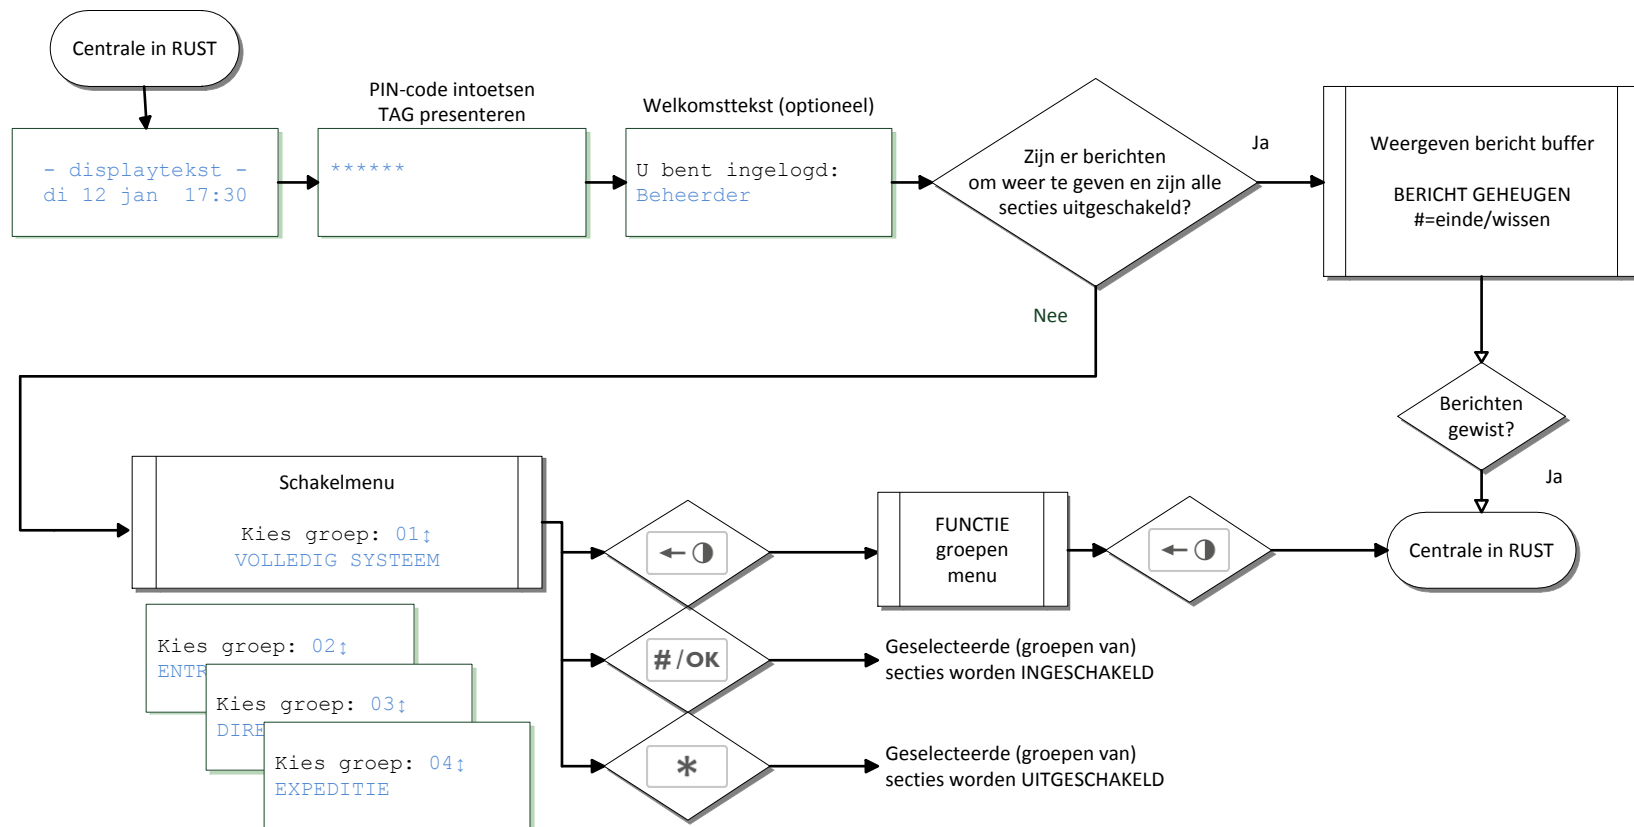 Centrale in RUST
PIN-code intoetsen
TAG presenteren
Welkomsttekst (optioneel)
- displaytekst -
di 12 jan  17:30
******
U bent ingelogd:
Beheerder
Zijn er berichten
om weer te geven en zijn alle
secties uitgeschakeld?
Ja
Nee
Weergeven bericht buffer
BERICHT GEHEUGEN
#=einde/wissen
Berichten
gewist?
Ja
Centrale in RUST
Schakelmenu
Kies groep: 01↕
VOLLEDIG SYSTEEM
Kies groep: 02↕
ENTR
Kies groep: 03↕
DIRE
Kies groep: 04↕
EXPEDITIE
FUNCTIE
groepen
menu
#/OK
Geselecteerde (groepen van)
secties worden INGESCHAKELD
*
Geselecteerde (groepen van)
secties worden UITGESCHAKELD